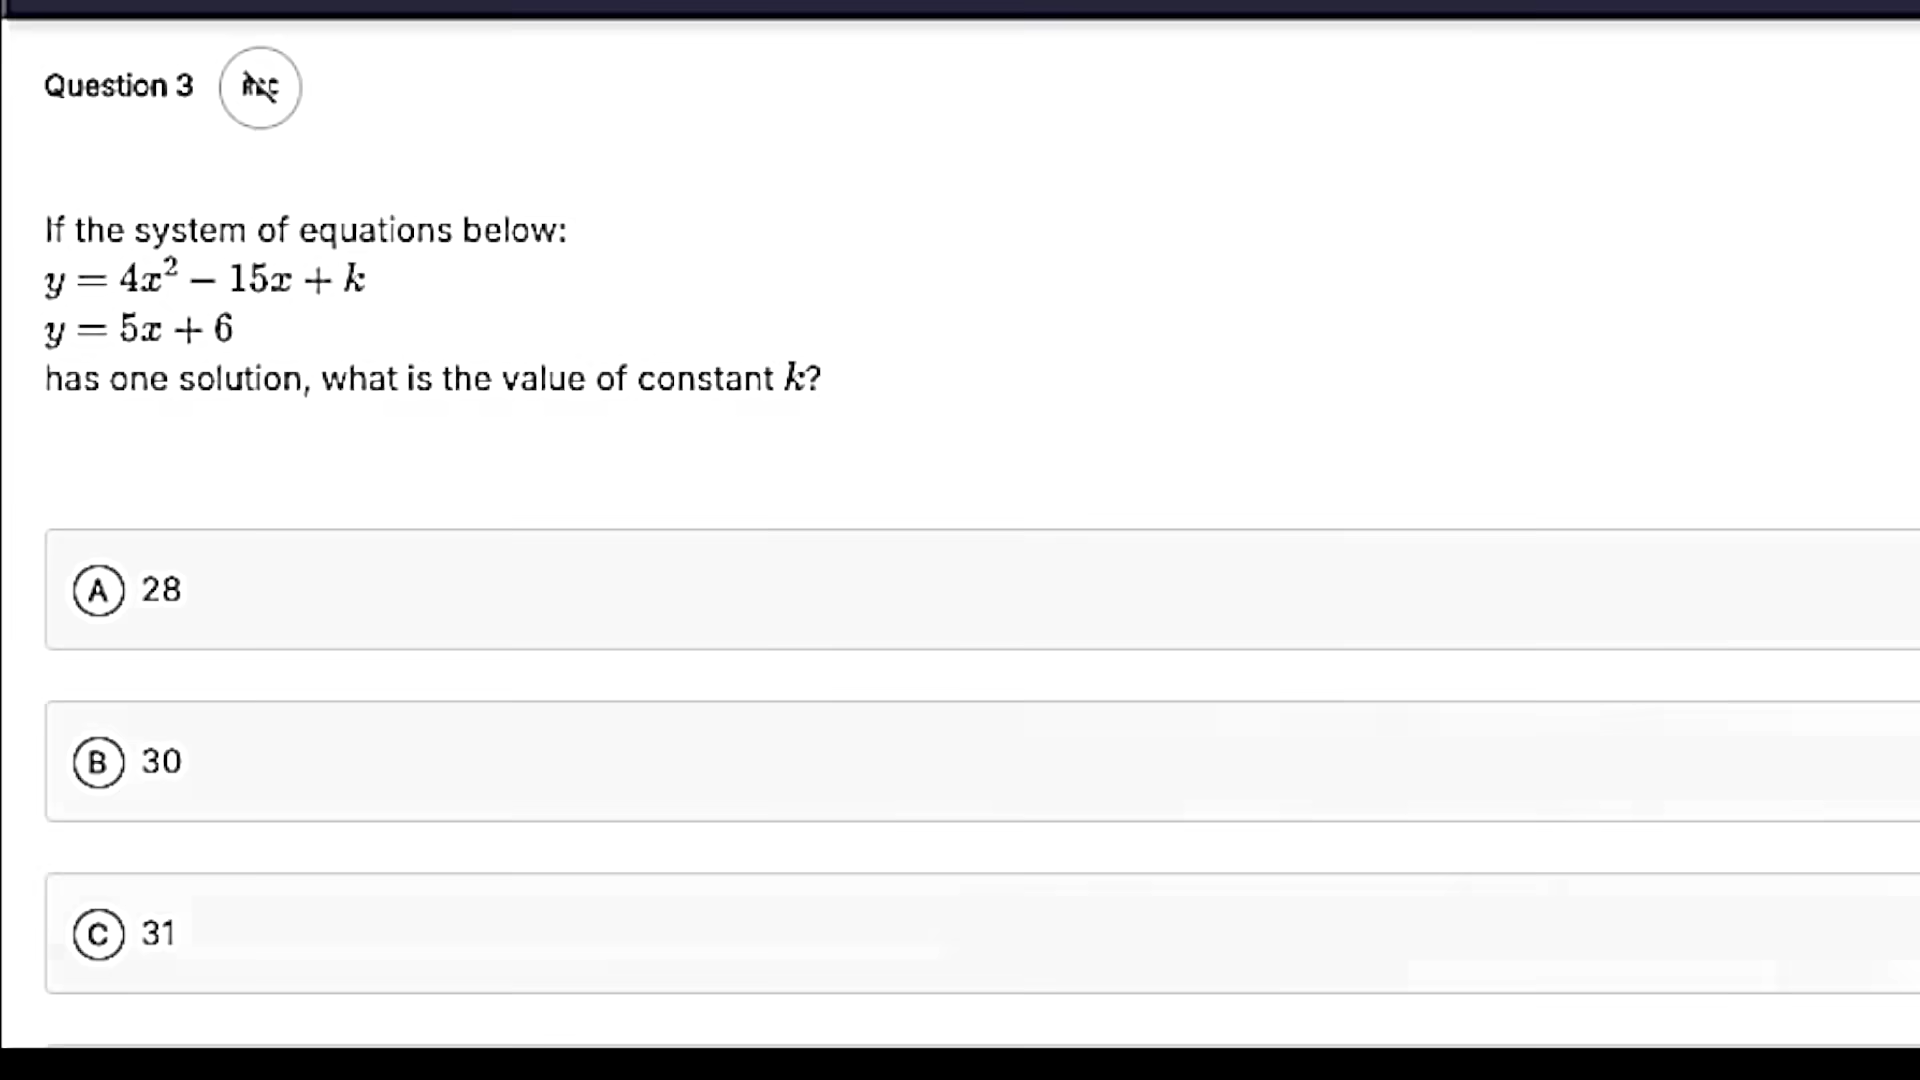 Question 3
If the system of equations below:
y = 4x² − 15x + k
y = 5x + 6
has one solution, what is the value of constant k?
A 28
B 30
C 31